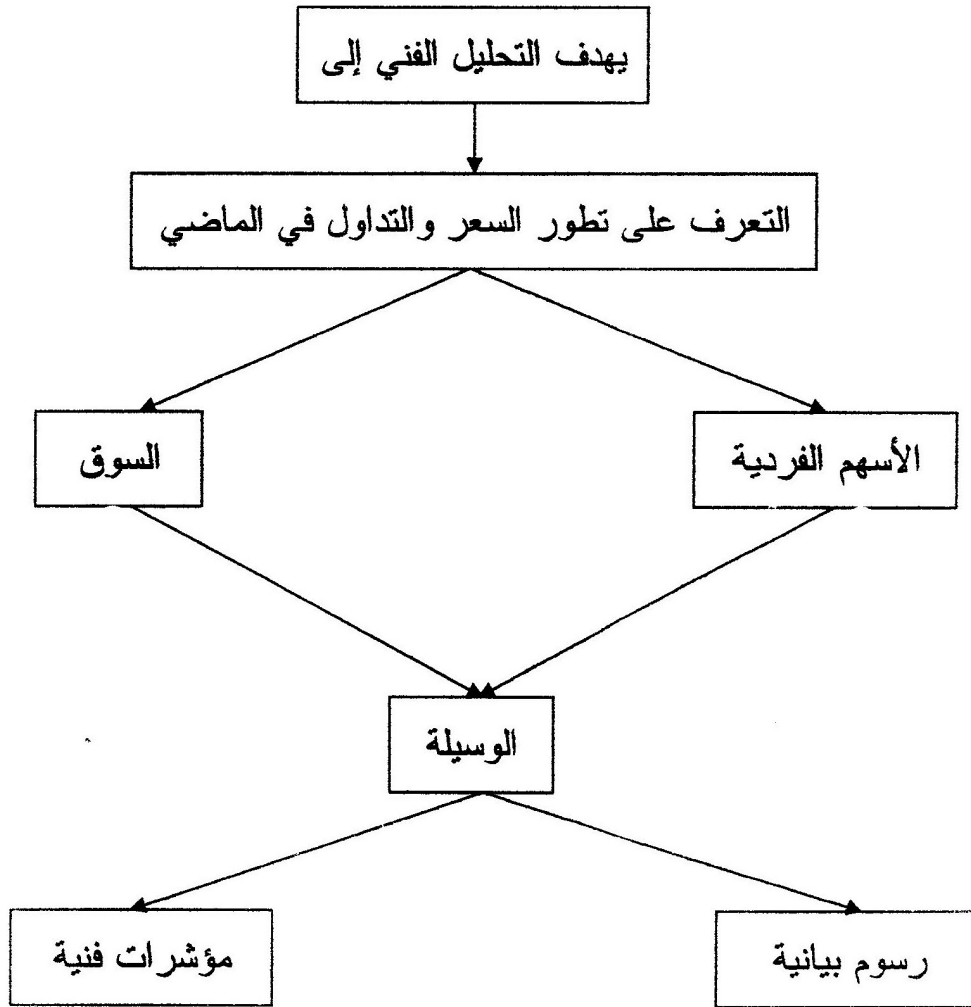 يهدف التحليل الفني إلى
التعرف على تطور السعر والتداول في الماضي
الأسهم الفردية
السوق
الوسيلة
رسوم بيانية
مؤشرات فنية